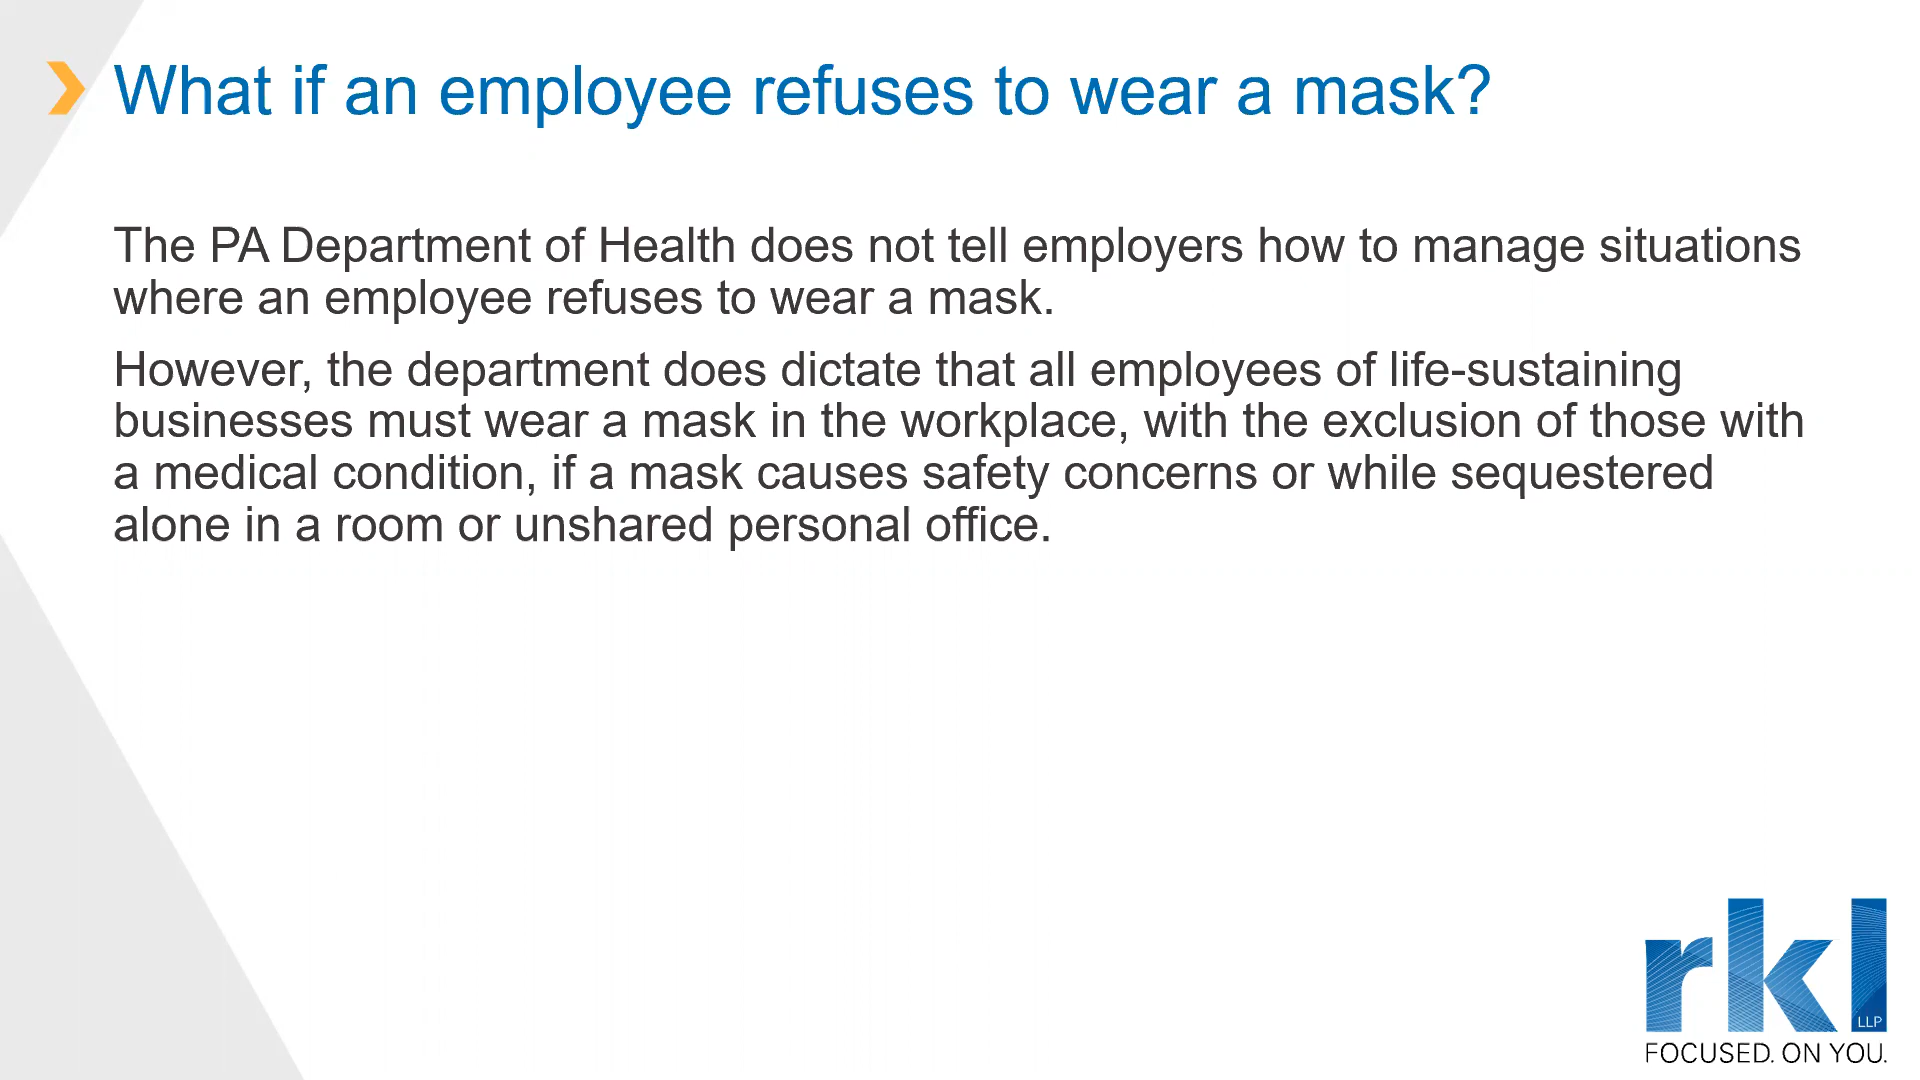 What if an employee refuses to wear a mask?
The PA Department of Health does not tell employers how to manage situations
where an employee refuses to wear a mask.
However, the department does dictate that all employees of life-sustaining
businesses must wear a mask in the workplace, with the exclusion of those with
a medical condition, if a mask causes safety concerns or while sequestered
alone in a room or unshared personal office.
rkl
LLP
FOCUSED. ON YOU.